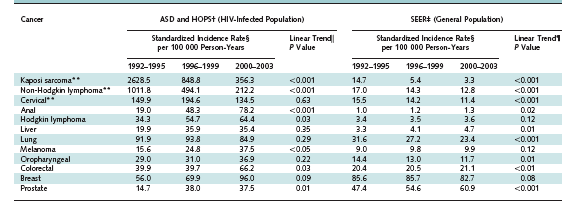 Cancer ASD and HOPS† (HIV-Infected Population) SEER‡ (General Population)
Standardized Incidence Rate§ Linear Trend|| Standardized Incidence Rate§ Linear Trend¶
per 100 000 Person-Years P Value per 100 000 Person-Years P Value
1992–1995 1996–1999 2000–2003 1992–1995 1996–1999 2000–2003
Kaposi sarcoma** 2628.5 848.8 356.3 <0.001 14.7 5.4 3.3 <0.001
Non-Hodgkin lymphoma** 1011.8 494.1 212.2 <0.001 17.0 14.3 12.8 <0.001
Cervical** 149.9 194.6 134.5 0.63 15.5 14.2 11.4 <0.001
Anal 19.0 48.3 78.2 <0.001 1.0 1.2 1.3 0.02
Hodgkin lymphoma 34.3 54.7 64.4 0.03 3.4 3.5 3.6 0.12
Liver 19.9 35.9 35.4 0.35 3.3 4.1 4.7 0.01
Lung 91.9 93.8 84.9 0.29 31.6 27.2 23.4 <0.001
Melanoma 15.6 24.8 37.5 <0.05 9.0 9.8 9.9 0.12
Oropharyngeal 29.0 31.0 36.9 0.22 14.4 13.0 11.7 0.01
Colorectal 39.9 39.7 66.2 0.03 20.4 20.5 21.1 <0.01
Breast 56.0 69.9 96.0 0.09 85.6 85.7 82.7 0.08
Prostate 14.7 38.0 37.5 0.01 47.4 54.6 60.9 <0.001